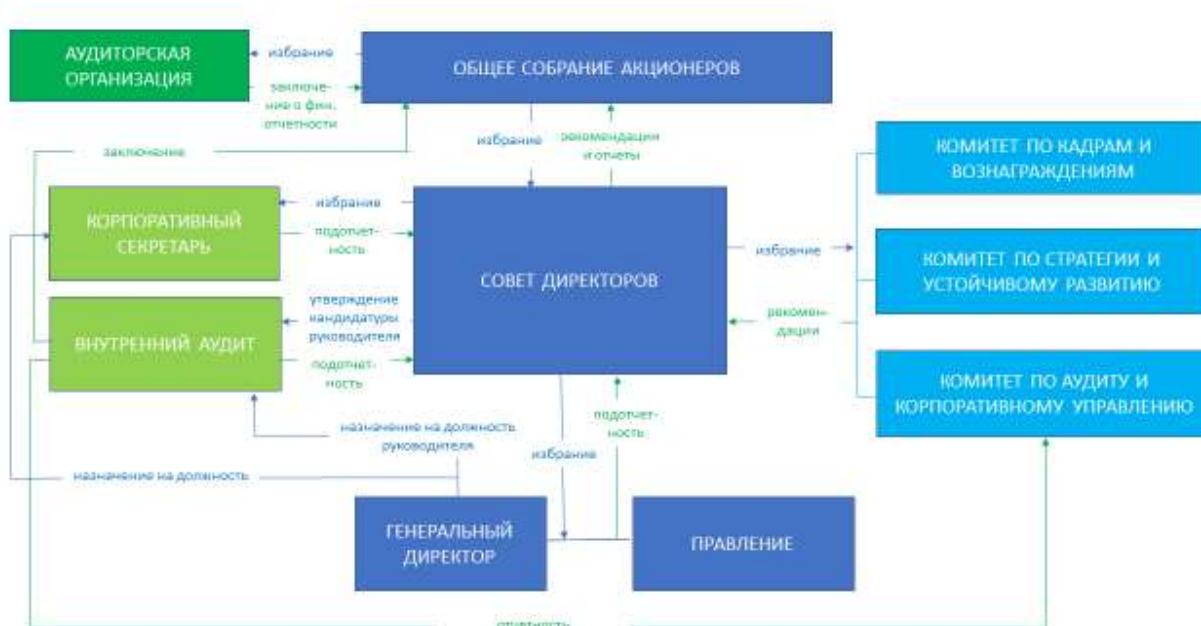 АУДИТОРСКАЯ
ОРГАНИЗАЦИЯ
избрание
ОБЩЕЕ СОБРАНИЕ АКЦИОНЕРОВ
заключе-
ние о фин.
отчетности
заключение
избрание
рекомендации
и отчеты
КОМИТЕТ ПО КАДРАМ И
ВОЗНАГРАЖДЕНИЯМ
КОРПОРАТИВНЫЙ
СЕКРЕТАРЬ
избрание
подотчет-
ность
СОВЕТ ДИРЕКТОРОВ
избрание
КОМИТЕТ ПО СТРАТЕГИИ И
УСТОЙЧИВОМУ РАЗВИТИЮ
ВНУТРЕННИЙ АУДИТ
утверждение
кандидатуры
руководителя
подотчет-
ность
рекомен-
дации
КОМИТЕТ ПО АУДИТУ И
КОРПОРАТИВНОМУ УПРАВЛЕНИЮ
назначение на должность
руководителя
избрание
подотчет-
ность
назначение на должность
ГЕНЕРАЛЬНЫЙ
ДИРЕКТОР
ПРАВЛЕНИЕ
отчетность